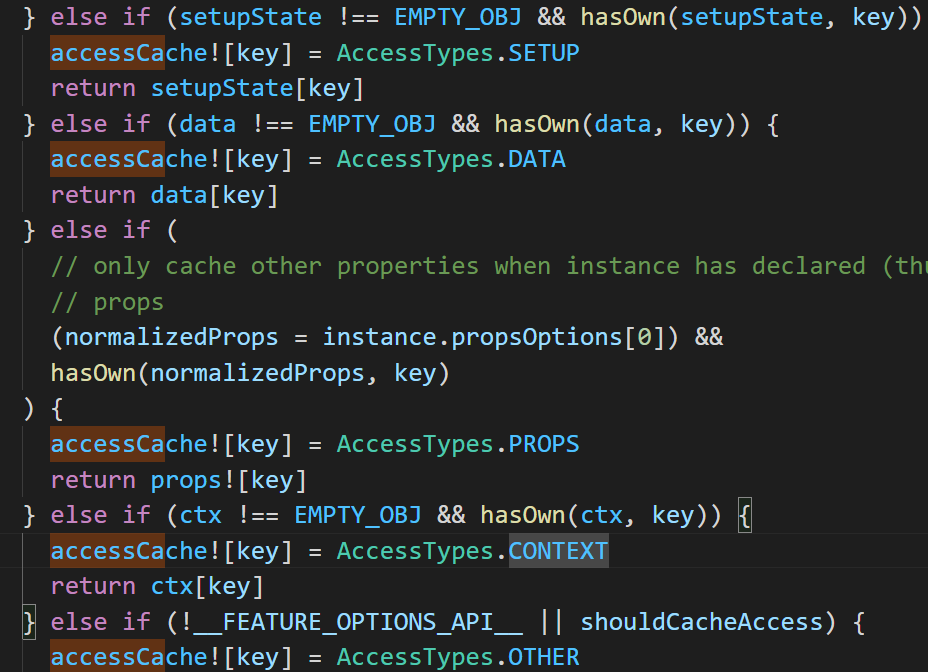 } else if (setupState !== EMPTY_OBJ && hasOwn(setupState, key))
accessCache![key] = AccessTypes.SETUP
return setupState[key]
} else if (data !== EMPTY_OBJ && hasOwn(data, key)) {
accessCache![key] = AccessTypes.DATA
return data[key]
} else if (
// only cache other properties when instance has declared (thu
// props
(normalizedProps = instance.propsOptions[0]) &&
hasOwn(normalizedProps, key)
) {
accessCache![key] = AccessTypes.PROPS
return props![key]
} else if (ctx !== EMPTY_OBJ && hasOwn(ctx, key)) {
accessCache![key] = AccessTypes.CONTEXT
return ctx[key]
} else if (!__FEATURE_OPTIONS_API__ || shouldCacheAccess) {
accessCache![key] = AccessTypes.OTHER